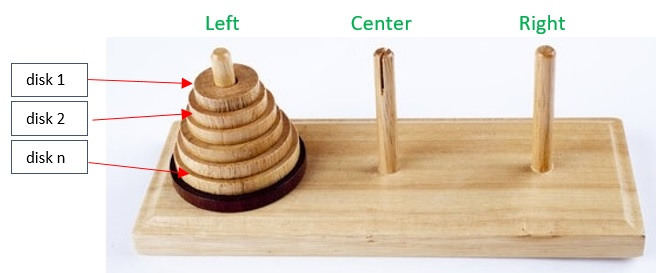 Left
Center
Right
disk 1
disk 2
disk n